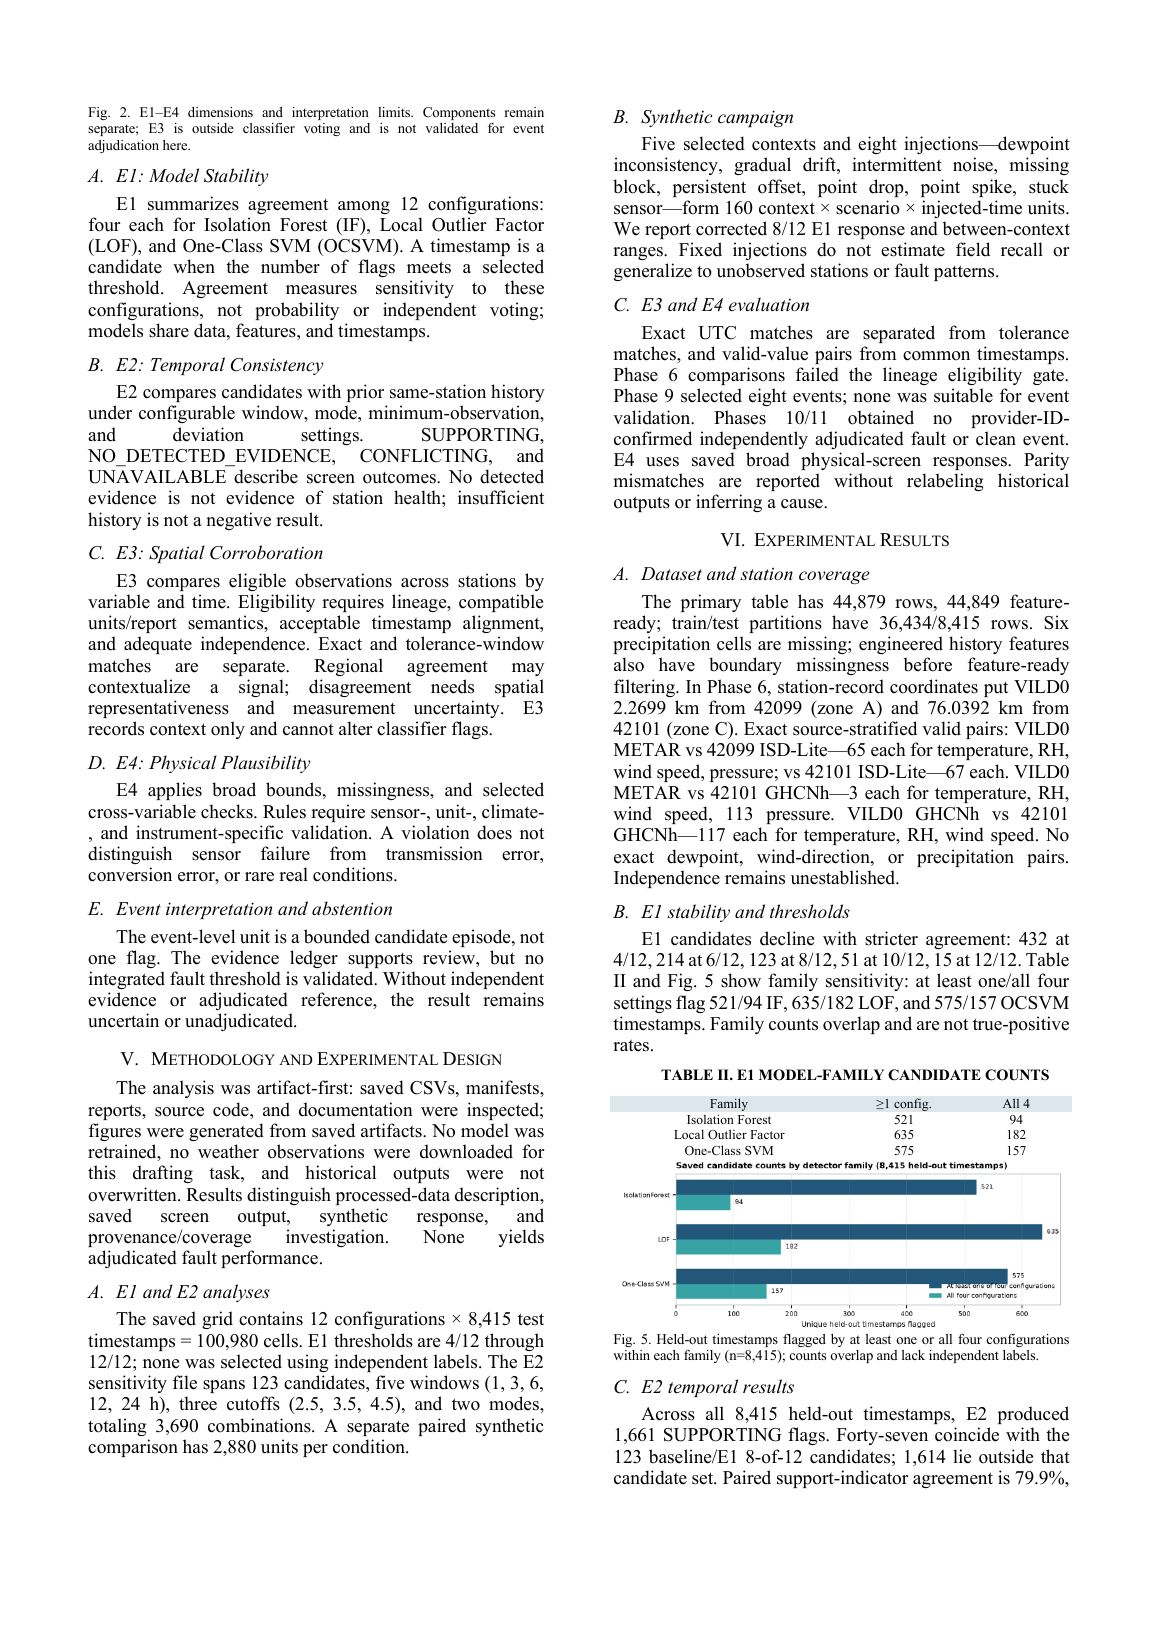 Fig. 2. E1–E4 dimensions and interpretation limits. Components remain
separate; E3 is outside classifier voting and is not validated for event
adjudication here.
A. E1: Model Stability
E1 summarizes agreement among 12 configurations:
four each for Isolation Forest (IF), Local Outlier Factor
(LOF), and One-Class SVM (OCSVM). A timestamp is a
candidate when the number of flags meets a selected
threshold. Agreement measures sensitivity to these
configurations, not probability or independent voting;
models share data, features, and timestamps.
B. E2: Temporal Consistency
E2 compares candidates with prior same-station history
under configurable window, mode, minimum-observation,
and deviation settings. SUPPORTING,
NO_DETECTED_EVIDENCE, CONFLICTING, and
UNAVAILABLE describe screen outcomes. No detected
evidence is not evidence of station health; insufficient
history is not a negative result.
C. E3: Spatial Corroboration
E3 compares eligible observations across stations by
variable and time. Eligibility requires lineage, compatible
units/report semantics, acceptable timestamp alignment,
and adequate independence. Exact and tolerance-window
matches are separate. Regional agreement may
contextualize a signal; disagreement needs spatial
representativeness and measurement uncertainty. E3
records context only and cannot alter classifier flags.
D. E4: Physical Plausibility
E4 applies broad bounds, missingness, and selected
cross-variable checks. Rules require sensor-, unit-, climate-
, and instrument-specific validation. A violation does not
distinguish sensor failure from transmission error,
conversion error, or rare real conditions.
E. Event interpretation and abstention
The event-level unit is a bounded candidate episode, not
one flag. The evidence ledger supports review, but no
integrated fault threshold is validated. Without independent
evidence or adjudicated reference, the result remains
uncertain or unadjudicated.
V. METHODOLOGY AND EXPERIMENTAL DESIGN
The analysis was artifact-first: saved CSVs, manifests,
reports, source code, and documentation were inspected;
figures were generated from saved artifacts. No model was
retrained, no weather observations were downloaded for
this drafting task, and historical outputs were not
overwritten. Results distinguish processed-data description,
saved screen output, synthetic response, and
provenance/coverage investigation. None yields
adjudicated fault performance.
A. E1 and E2 analyses
The saved grid contains 12 configurations × 8,415 test
timestamps = 100,980 cells. E1 thresholds are 4/12 through
12/12; none was selected using independent labels. The E2
sensitivity file spans 123 candidates, five windows (1, 3, 6,
12, 24 h), three cutoffs (2.5, 3.5, 4.5), and two modes,
totaling 3,690 combinations. A separate paired synthetic
comparison has 2,880 units per condition.
B. Synthetic campaign
Five selected contexts and eight injections—dewpoint
inconsistency, gradual drift, intermittent noise, missing
block, persistent offset, point drop, point spike, stuck
sensor—form 160 context × scenario × injected-time units.
We report corrected 8/12 E1 response and between-context
ranges. Fixed injections do not estimate field recall or
generalize to unobserved stations or fault patterns.
C. E3 and E4 evaluation
Exact UTC matches are separated from tolerance
matches, and valid-value pairs from common timestamps.
Phase 6 comparisons failed the lineage eligibility gate.
Phase 9 selected eight events; none was suitable for event
validation. Phases 10/11 obtained no provider-ID-
confirmed independently adjudicated fault or clean event.
E4 uses saved broad physical-screen responses. Parity
mismatches are reported without relabeling historical
outputs or inferring a cause.
VI. EXPERIMENTAL RESULTS
A. Dataset and station coverage
The primary table has 44,879 rows, 44,849 feature-
ready; train/test partitions have 36,434/8,415 rows. Six
precipitation cells are missing; engineered history features
also have boundary missingness before feature-ready
filtering. In Phase 6, station-record coordinates put VILD0
2.2699 km from 42099 (zone A) and 76.0392 km from
42101 (zone C). Exact source-stratified valid pairs: VILD0
METAR vs 42099 ISD-Lite—65 each for temperature, RH,
wind speed, pressure; vs 42101 ISD-Lite—67 each. VILD0
METAR vs 42101 GHCNh—3 each for temperature, RH,
wind speed, 113 pressure. VILD0 GHCNh vs 42101
GHCNh—117 each for temperature, RH, wind speed. No
exact dewpoint, wind-direction, or precipitation pairs.
Independence remains unestablished.
B. E1 stability and thresholds
E1 candidates decline with stricter agreement: 432 at
4/12, 214 at 6/12, 123 at 8/12, 51 at 10/12, 15 at 12/12. Table
II and Fig. 5 show family sensitivity: at least one/all four
settings flag 521/94 IF, 635/182 LOF, and 575/157 OCSVM
timestamps. Family counts overlap and are not true-positive
rates.
TABLE II. E1 MODEL-FAMILY CANDIDATE COUNTS
Family ≥1 config. All 4
Isolation Forest 521 94
Local Outlier Factor 635 182
One-Class SVM 575 157
Saved candidate counts by detector family (8,415 held-out timestamps)
IsolationForest 521
94
LOF 635
182
One-Class SVM 575
157
At least one of four configurations
All four configurations
0 100 200 300 400 500 600
Unique held-out timestamps flagged
Fig. 5. Held-out timestamps flagged by at least one or all four configurations
within each family (n=8,415); counts overlap and lack independent labels.
C. E2 temporal results
Across all 8,415 held-out timestamps, E2 produced
1,661 SUPPORTING flags. Forty-seven coincide with the
123 baseline/E1 8-of-12 candidates; 1,614 lie outside that
candidate set. Paired support-indicator agreement is 79.9%,